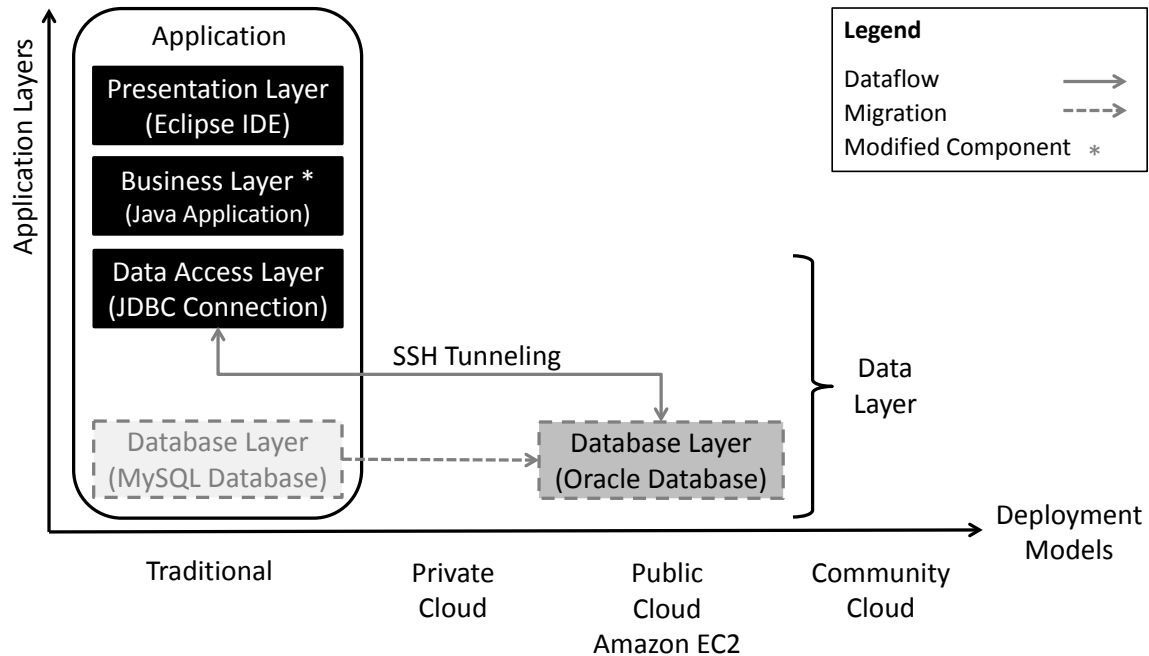 Application Layers
Application
Presentation Layer
(Eclipse IDE)
Business Layer *
(Java Application)
Data Access Layer
(JDBC Connection)
SSH Tunneling
Database Layer
(MySQL Database)
Database Layer
(Oracle Database)
Data
Layer
Legend
Dataflow
Migration
Modified Component *
Deployment
Models
Traditional
Private
Cloud
Public
Cloud
Amazon EC2
Community
Cloud